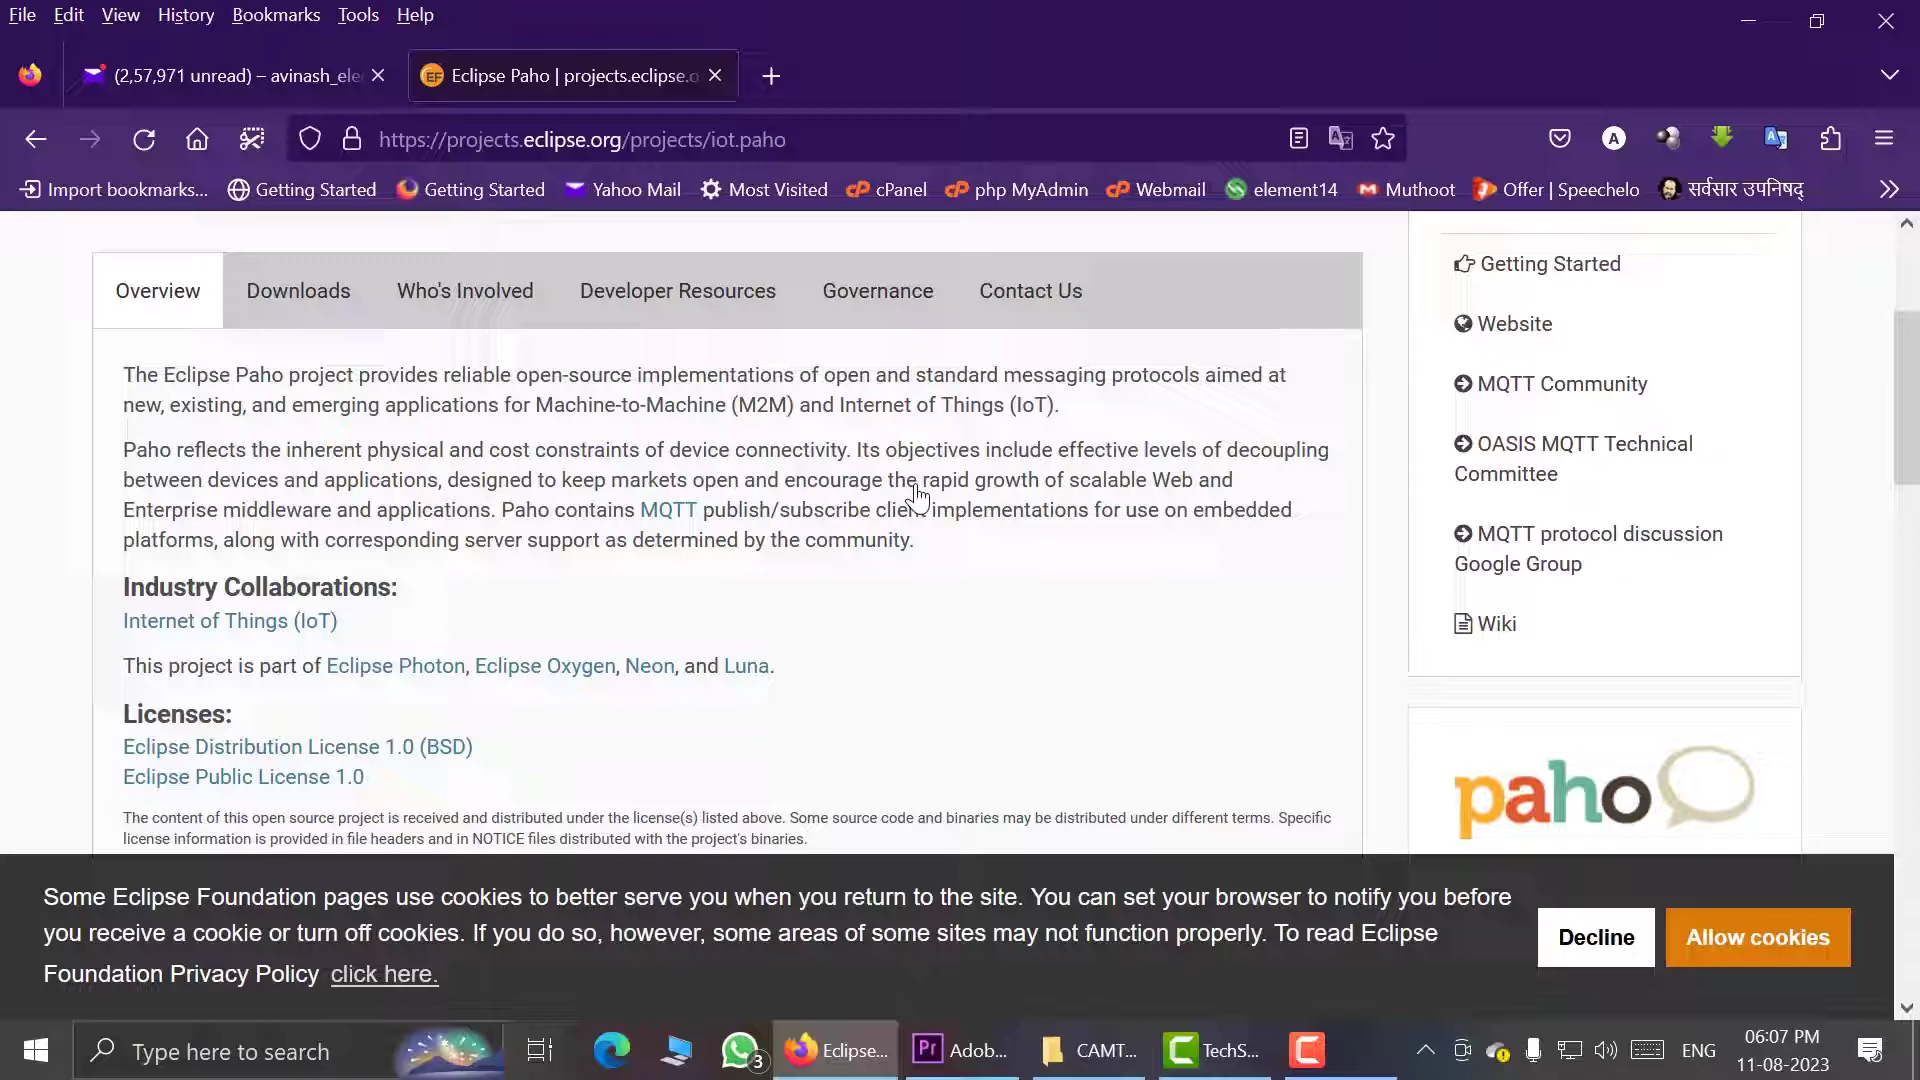 File Edit View History Bookmarks Tools Help
(2,57,971 unread) – avinash_ele
Eclipse Paho | projects.eclipse.o
https://projects.eclipse.org/projects/iot.paho
A
Import bookmarks... Getting Started Getting Started Yahoo Mail Most Visited cPanel php MyAdmin Webmail element14 Muthoot Offer | Speechelo सर्वसार उपनिषद्
Overview Downloads Who's Involved Developer Resources Governance Contact Us
The Eclipse Paho project provides reliable open-source implementations of open and standard messaging protocols aimed at
new, existing, and emerging applications for Machine-to-Machine (M2M) and Internet of Things (IoT).
Paho reflects the inherent physical and cost constraints of device connectivity. Its objectives include effective levels of decoupling
between devices and applications, designed to keep markets open and encourage the rapid growth of scalable Web and
Enterprise middleware and applications. Paho contains MQTT publish/subscribe client implementations for use on embedded
platforms, along with corresponding server support as determined by the community.
Industry Collaborations:
Internet of Things (IoT)
This project is part of Eclipse Photon, Eclipse Oxygen, Neon, and Luna.
Licenses:
Eclipse Distribution License 1.0 (BSD)
Eclipse Public License 1.0
The content of this open source project is received and distributed under the license(s) listed above. Some source code and binaries may be distributed under different terms. Specific
license information is provided in file headers and in NOTICE files distributed with the project's binaries.
Getting Started
Website
MQTT Community
OASIS MQTT Technical
Committee
MQTT protocol discussion
Google Group
Wiki
paho
Some Eclipse Foundation pages use cookies to better serve you when you return to the site. You can set your browser to notify you before
you receive a cookie or turn off cookies. If you do so, however, some areas of some sites may not function properly. To read Eclipse
Foundation Privacy Policy click here.
Decline Allow cookies
Type here to search
3
Eclipse...
Pr Adob...
CAMT...
TechS...
ENG
06:07 PM
11-08-2023